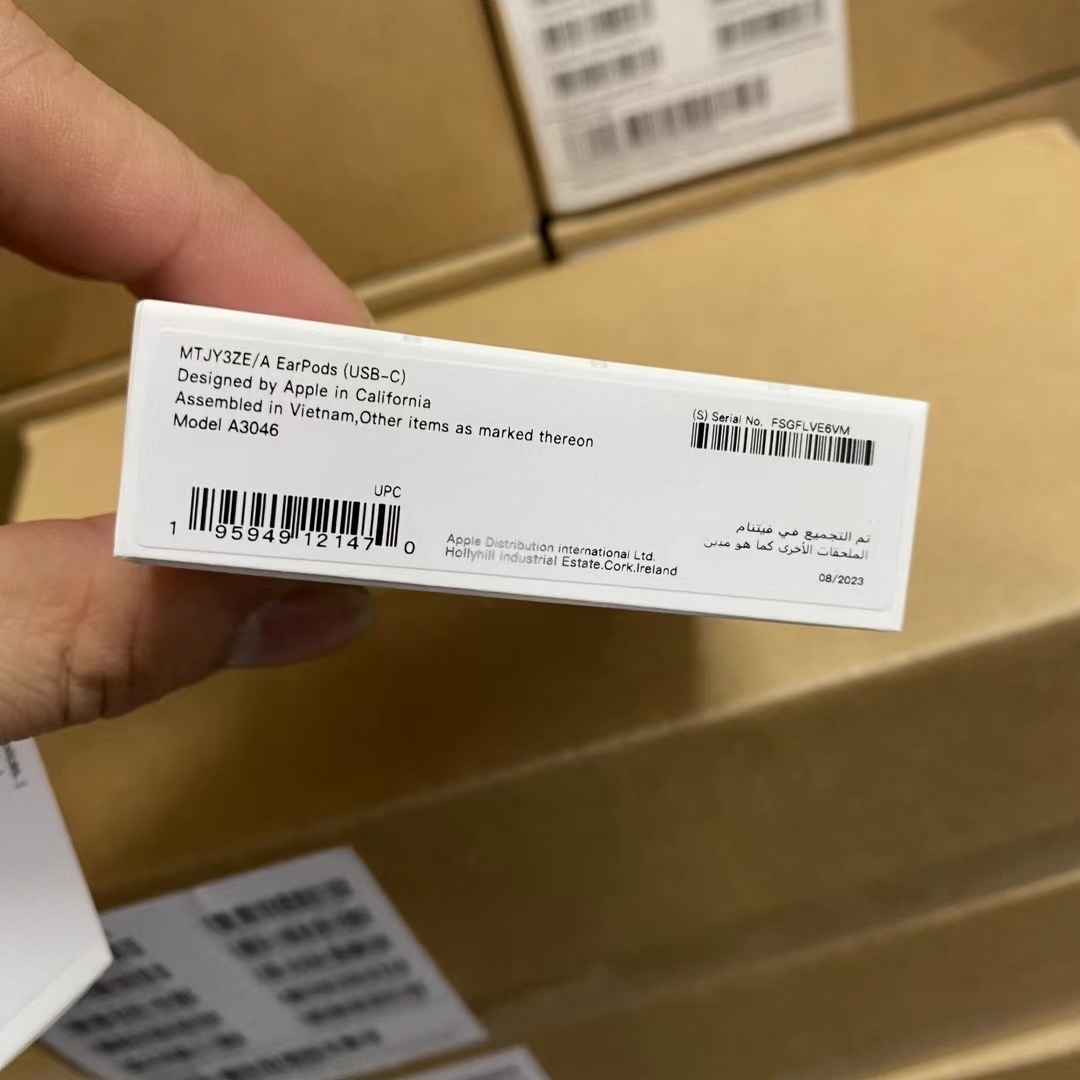 MTJY3ZE/A EarPods (USB-C)
Designed by Apple in California
Assembled in Vietnam,Other items as marked thereon
Model A3046
(S) Serial No. FSGFLVE6VM
UPC
1 95949 12147 0
Apple Distribution international Ltd.
Hollyhill industrial Estate.Cork.Ireland
تم التجميع في فيتنام
الملحقات الأخرى كما هو
08/2023